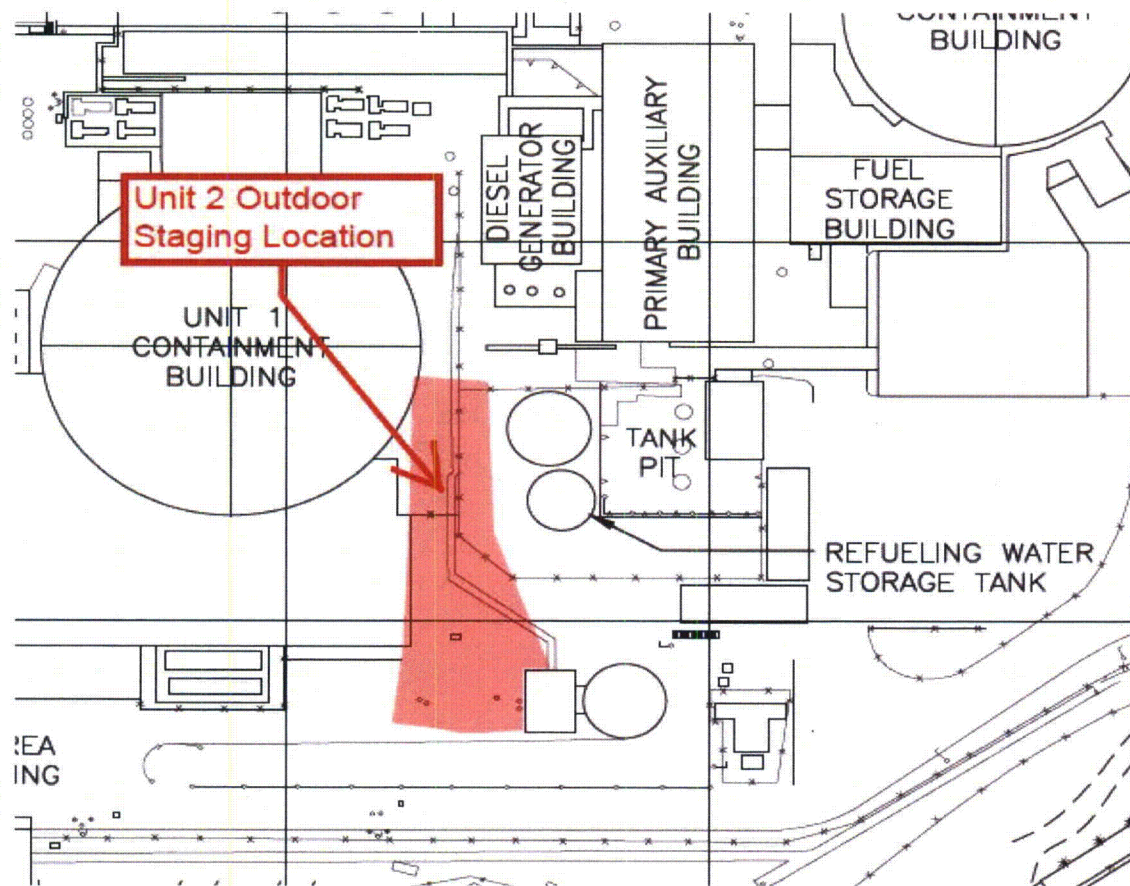 CONTAINMENT
BUILDING
DIESEL
GENERATOR
BUILDING
PRIMARY AUXILIARY
BUILDING
FUEL
STORAGE
BUILDING
Unit 2 Outdoor
Staging Location
UNIT 1
CONTAINMENT
BUILDING
TANK
PIT
REFUELING WATER
STORAGE TANK
REA
ING